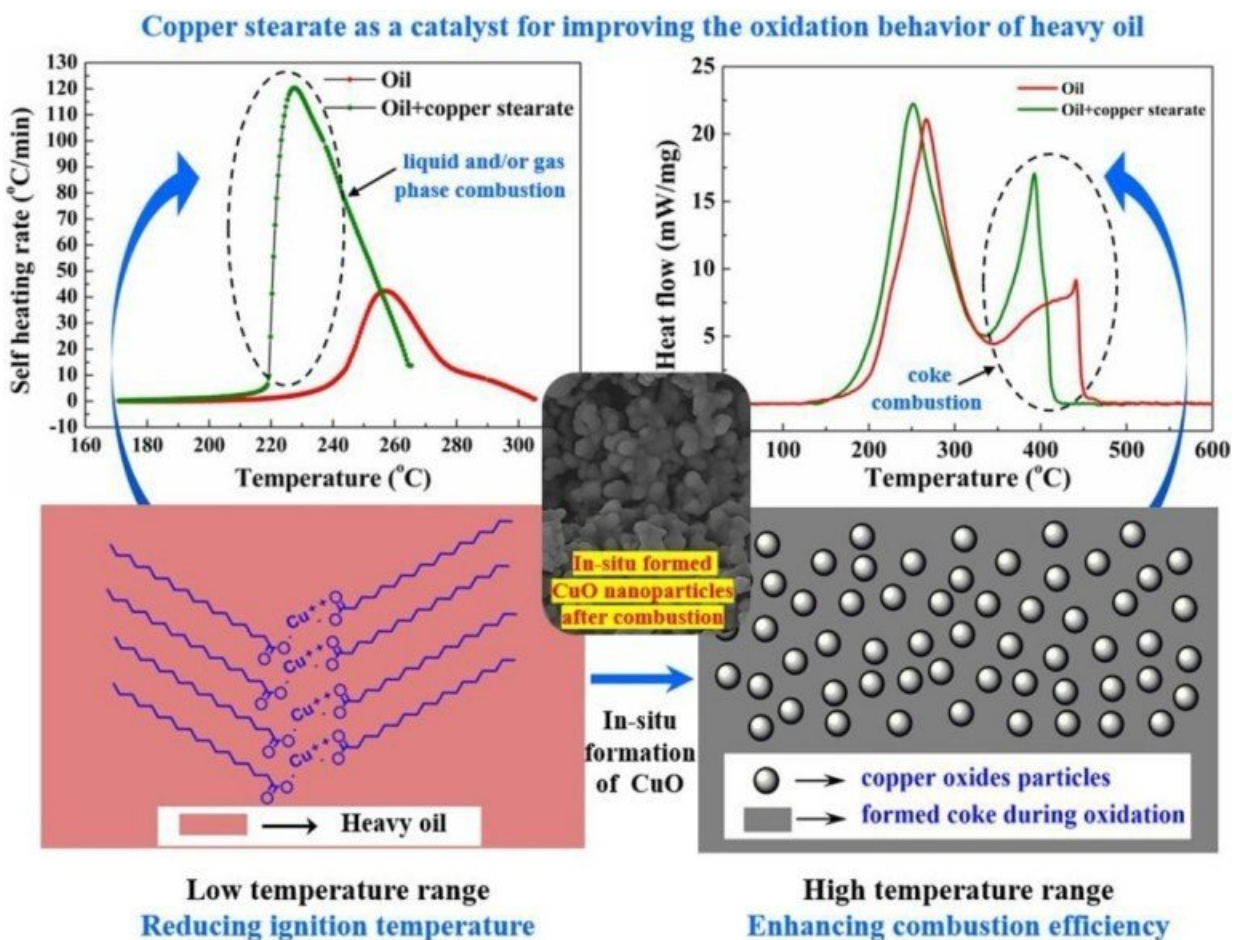 Copper stearate as a catalyst for improving the oxidation behavior of heavy oil
130
120
110
100
90
80
70
60
50
40
30
20
10
0
-10
Self heating rate (°C/min)
Oil
Oil+copper stearate
liquid and/or gas
phase combustion
160 180 200 220 240 260 280 300
Temperature (°C)
25
20
15
10
5
Heat flow (mW/mg)
Oil
Oil+copper stearate
coke
combustion
100 200 300 400 500 600
Temperature (°C)
In-situ formed
CuO nanoparticles
after combustion
Cu++
Cu++
Cu++
Cu++
Heavy oil
In-situ
formation
of CuO
copper oxides particles
formed coke during oxidation
Low temperature range
Reducing ignition temperature
High temperature range
Enhancing combustion efficiency